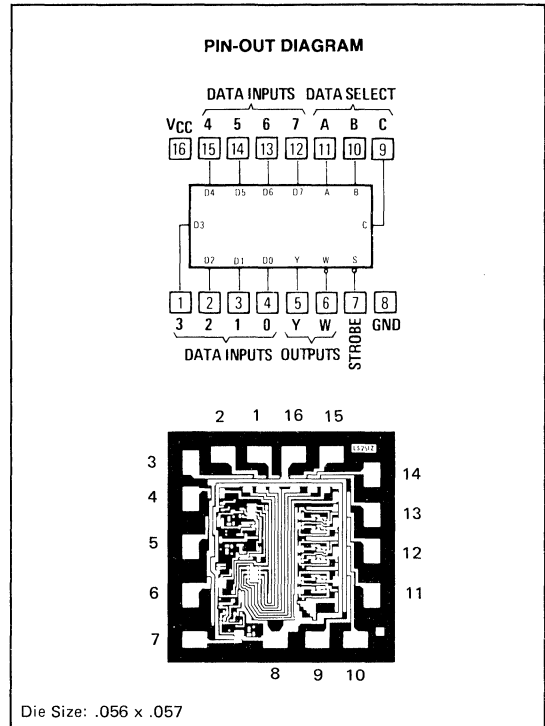 PIN-OUT DIAGRAM
DATA INPUTS DATA SELECT
VCC 4 5 6 7 A B C
16 15 14 13 12 11 10 9
D4 D5 D6 D7 A B
D3 C
D2 D1 D0 Y W S
1 2 3 4 5 6 7 8
3 2 1 0 Y W STROBE GND
DATA INPUTS OUTPUTS
2 1 16 15
3 14
4 13
5 12
6 11
7
8 9 10
Die Size: .056 x .057